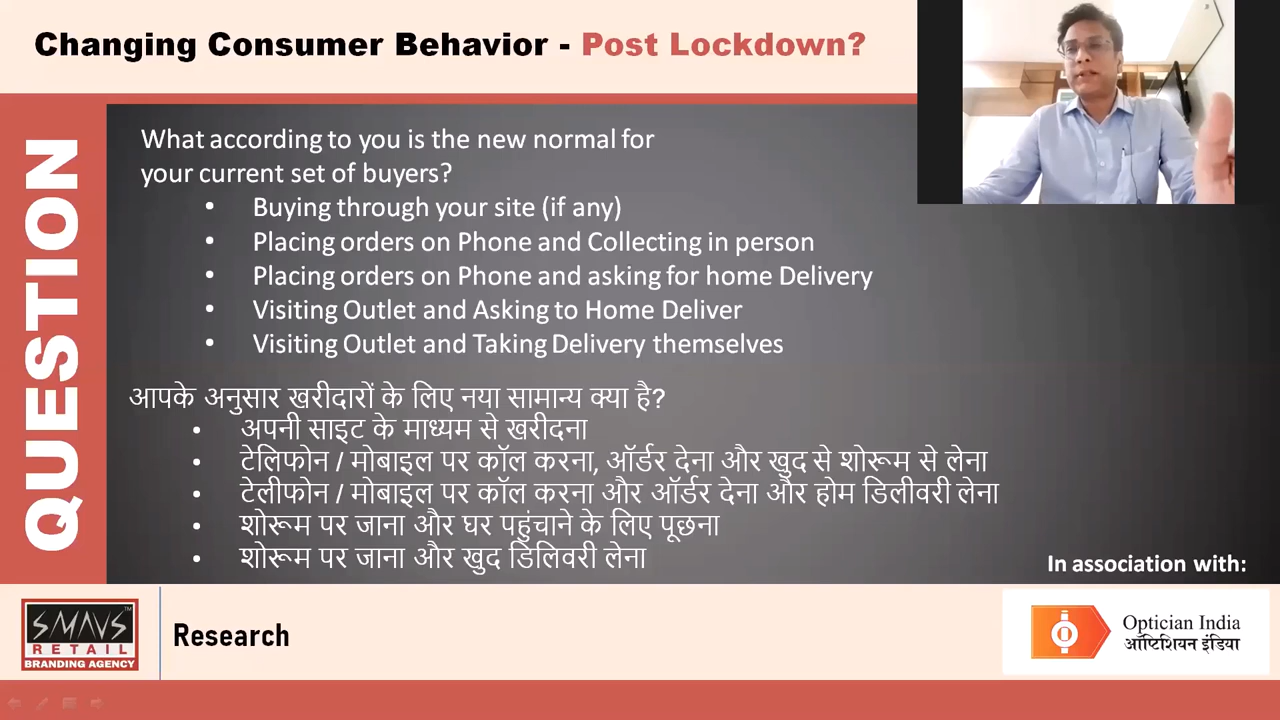 Changing Consumer Behavior - Post Lockdown?
QUESTION
What according to you is the new normal for
your current set of buyers?
• Buying through your site (if any)
• Placing orders on Phone and Collecting in person
• Placing orders on Phone and asking for home Delivery
• Visiting Outlet and Asking to Home Deliver
• Visiting Outlet and Taking Delivery themselves
आपके अनुसार खरीदारों के लिए नया सामान्य क्या है?
• अपनी साइट के माध्यम से खरीदना
• टेलिफोन / मोबाइल पर कॉल करना, ऑर्डर देना और खुद से शोरूम से लेना
• टेलीफोन / मोबाइल पर कॉल करना और ऑर्डर देना और होम डिलीवरी लेना
• शोरूम पर जाना और घर पहुंचाने के लिए पूछना
• शोरूम पर जाना और खुद डिलिवरी लेना
In association with:
SMAVS™
RETAIL
BRANDING AGENCY
Research
Optician India
ऑप्टिशियन इंडिया